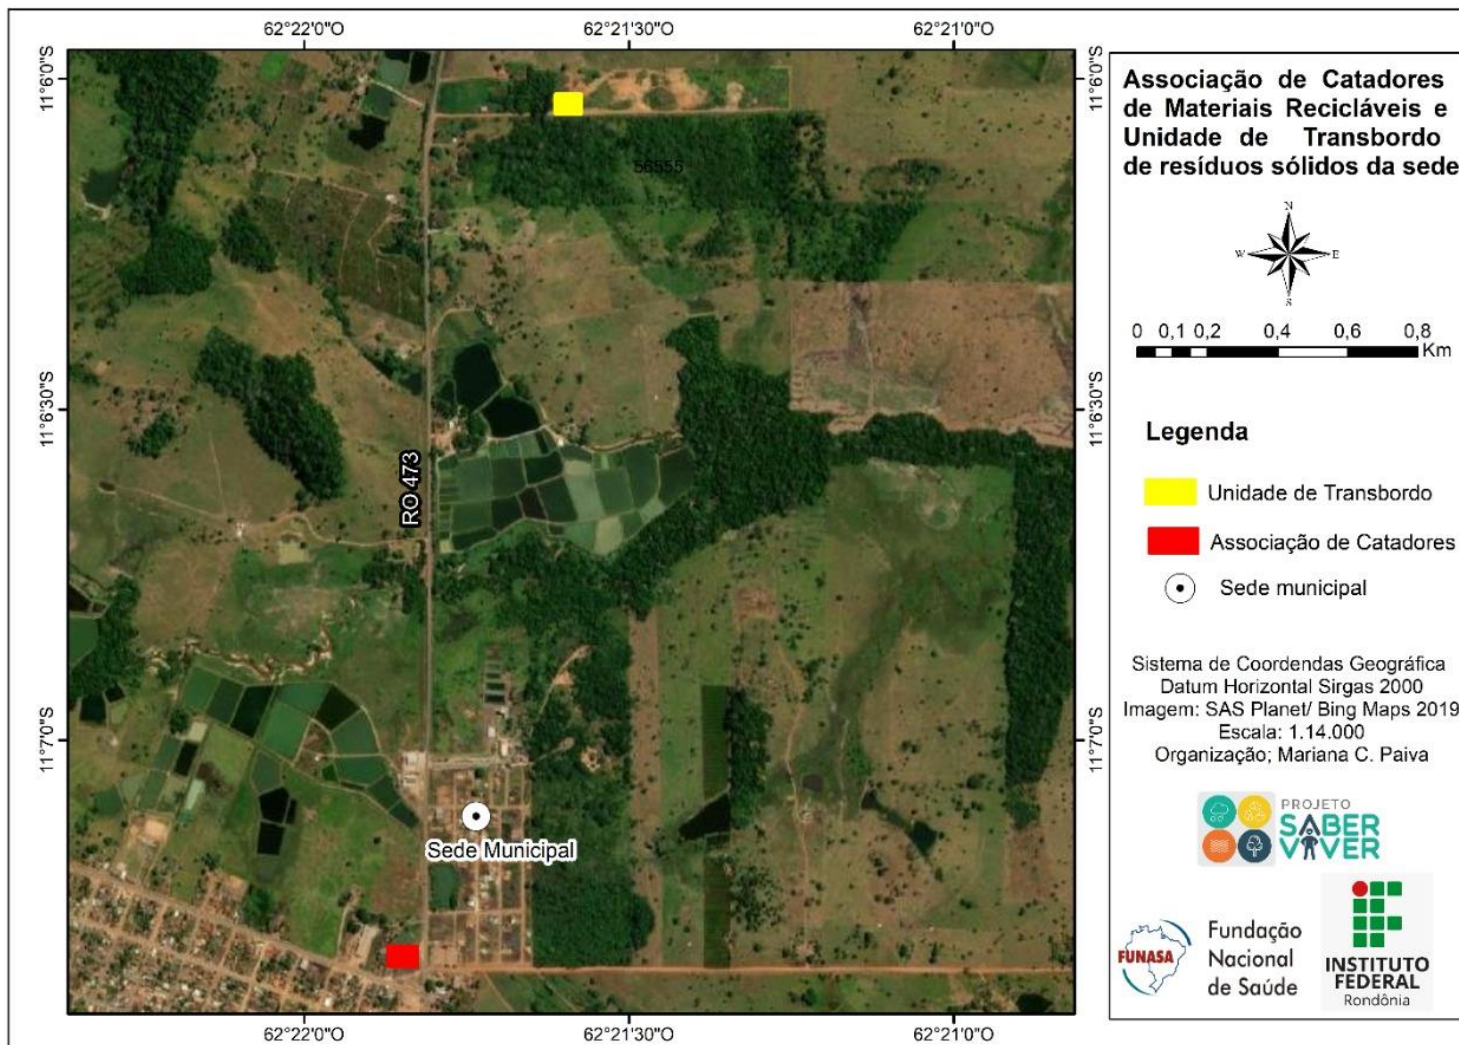 62°22'0"O
62°21'30"O
62°21'0"O
11°6'0"S
11°6'0"S
56555
11°6'30"S
11°6'30"S
RO 473
11°7'0"S
11°7'0"S
Sede Municipal
62°22'0"O
62°21'30"O
62°21'0"O
Associação de Catadores
de Materiais Recicláveis e
Unidade de Transbordo
de resíduos sólidos da sede
N
W
E
S
0 0,1 0,2 0,4 0,6 0,8
Km
Legenda
Unidade de Transbordo
Associação de Catadores
Sede municipal
Sistema de Coordendas Geográfica
Datum Horizontal Sirgas 2000
Imagem: SAS Planet/ Bing Maps 2019
Escala: 1.14.000
Organização; Mariana C. Paiva
PROJETO
SABER
VIVER
FUNASA
Fundação
Nacional
de Saúde
INSTITUTO
FEDERAL
Rondônia